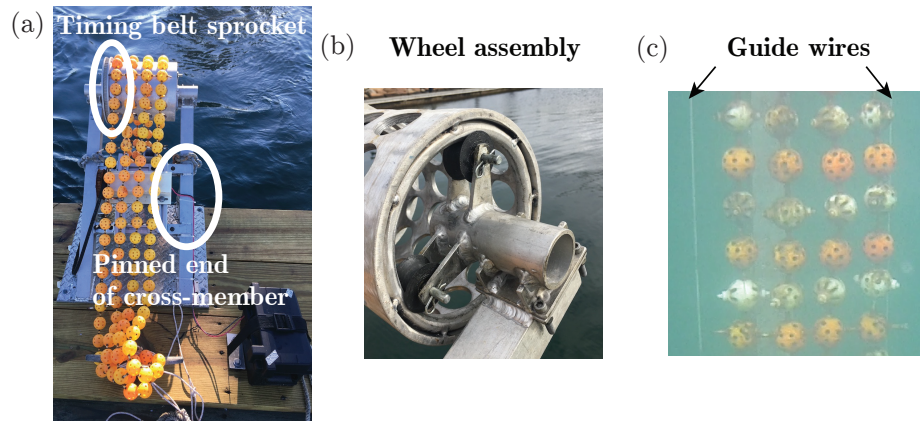 (a)
Timing belt sprocket
Pinned end
of cross-member
(b)
Wheel assembly
(c)
Guide wires